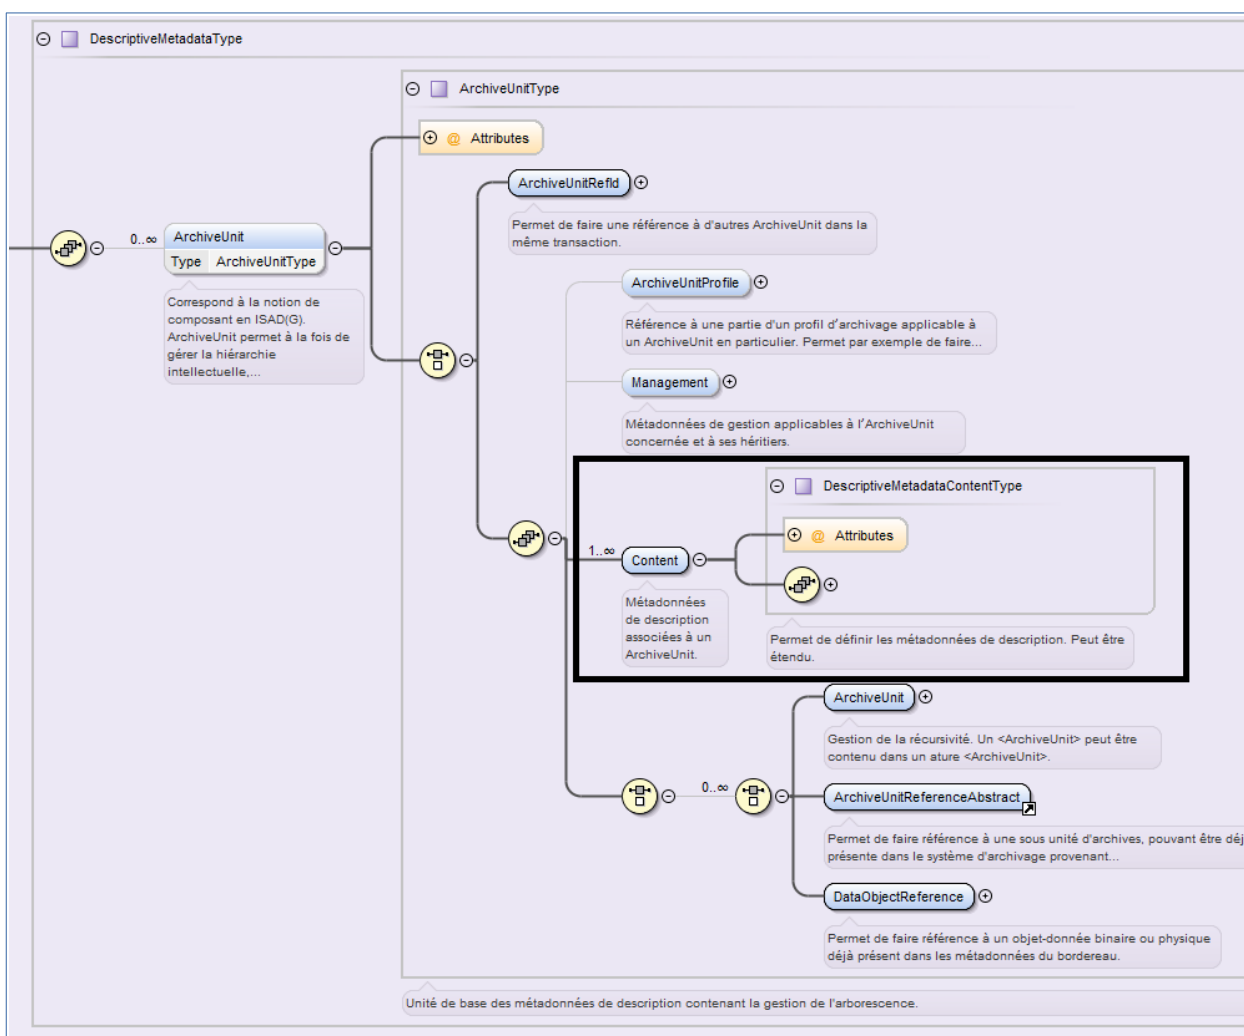 DescriptiveMetadataType
ArchiveUnitType
@ Attributes
ArchiveUnitRefId
Permet de faire une référence à d'autres ArchiveUnit dans la
même transaction.
0..∞
ArchiveUnit
Type ArchiveUnitType
Correspond à la notion de
composant en ISAD(G).
ArchiveUnit permet à la fois de
gérer la hiérarchie
intellectuelle,...
ArchiveUnitProfile
Référence à une partie d'un profil d'archivage applicable à
un ArchiveUnit en particulier. Permet par exemple de faire...
Management
Métadonnées de gestion applicables à l'ArchiveUnit
concernée et à ses héritiers.
DescriptiveMetadataContentType
@ Attributes
1..∞
Content
Métadonnées
de description
associées à un
ArchiveUnit.
Permet de définir les métadonnées de description. Peut être
étendu.
ArchiveUnit
Gestion de la récursivité. Un <ArchiveUnit> peut être
contenu dans un ature <ArchiveUnit>.
0..∞
ArchiveUnitReferenceAbstract
Permet de faire référence à une sous unité d'archives, pouvant être déj
présente dans le système d'archivage provenant...
DataObjectReference
Permet de faire référence à un objet-donnée binaire ou physique
déjà présent dans les métadonnées du bordereau.
Unité de base des métadonnées de description contenant la gestion de l'arborescence.